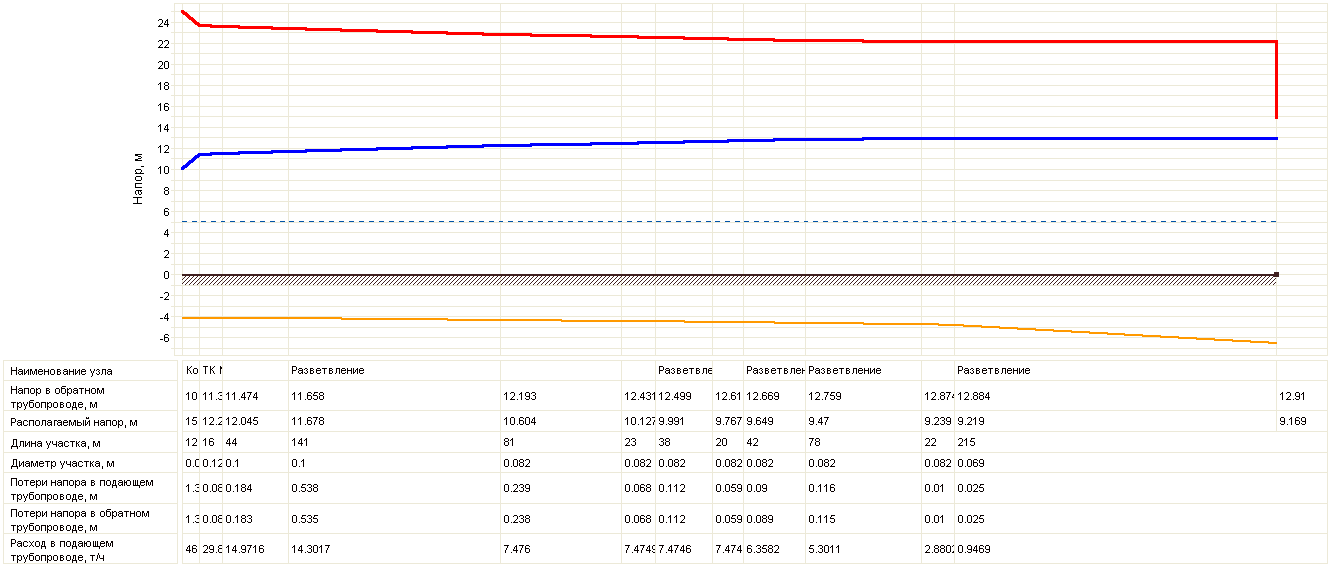 24
22
20
18
16
14
12
10
8
6
4
2
0
-2
-4
-6
Напор, м
Наименование узла Ко ТК Разветвление Разветвле Разветвлен Разветвление Разветвление
Напор в обратном
трубопроводе, м
10 11.3 11.474 11.658 12.193 12.431 12.499 12.61 12.669 12.759 12.874 12.884 12.91
Располагаемый напор, м 15 12.2 12.045 11.678 10.604 10.127 9.991 9.767 9.649 9.47 9.239 9.219 9.169
Длина участка, м 12 16 44 141 81 23 38 20 42 78 22 215
Диаметр участка, м 0.0 0.12 0.1 0.1 0.082 0.082 0.082 0.082 0.082 0.082 0.082 0.069
Потери напора в подающем
трубопроводе, м
1.3 0.08 0.184 0.538 0.239 0.068 0.112 0.059 0.09 0.116 0.01 0.025
Потери напора в обратном
трубопроводе, м
1.3 0.08 0.183 0.535 0.238 0.068 0.112 0.059 0.089 0.115 0.01 0.025
Расход в подающем
трубопроводе, т/ч
46 29.8 14.9716 14.3017 7.476 7.4749 7.4746 7.474 6.3582 5.3011 2.8802 0.9469